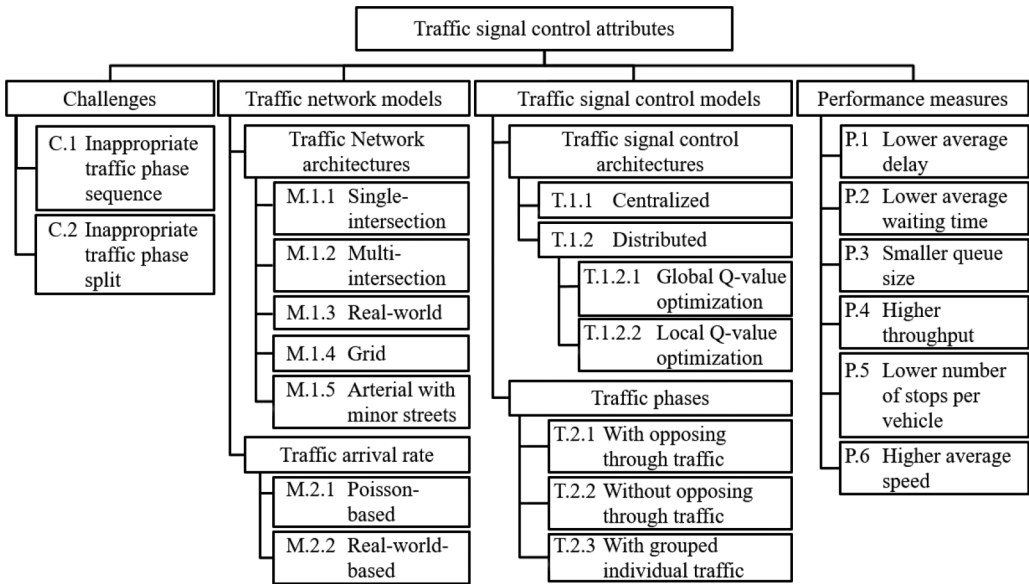 Traffic signal control attributes
Challenges
C.1 Inappropriate
traffic phase
sequence
C.2 Inappropriate
traffic phase
split
Traffic network models
Traffic Network
architectures
M.1.1 Single-
intersection
M.1.2 Multi-
intersection
M.1.3 Real-world
M.1.4 Grid
M.1.5 Arterial with
minor streets
Traffic arrival rate
M.2.1 Poisson-
based
M.2.2 Real-world-
based
Traffic signal control models
Traffic signal control
architectures
T.1.1 Centralized
T.1.2 Distributed
T.1.2.1 Global Q-value
optimization
T.1.2.2 Local Q-value
optimization
Traffic phases
T.2.1 With opposing
through traffic
T.2.2 Without opposing
through traffic
T.2.3 With grouped
individual traffic
Performance measures
P.1 Lower average
delay
P.2 Lower average
waiting time
P.3 Smaller queue
size
P.4 Higher
throughput
P.5 Lower number
of stops per
vehicle
P.6 Higher average
speed